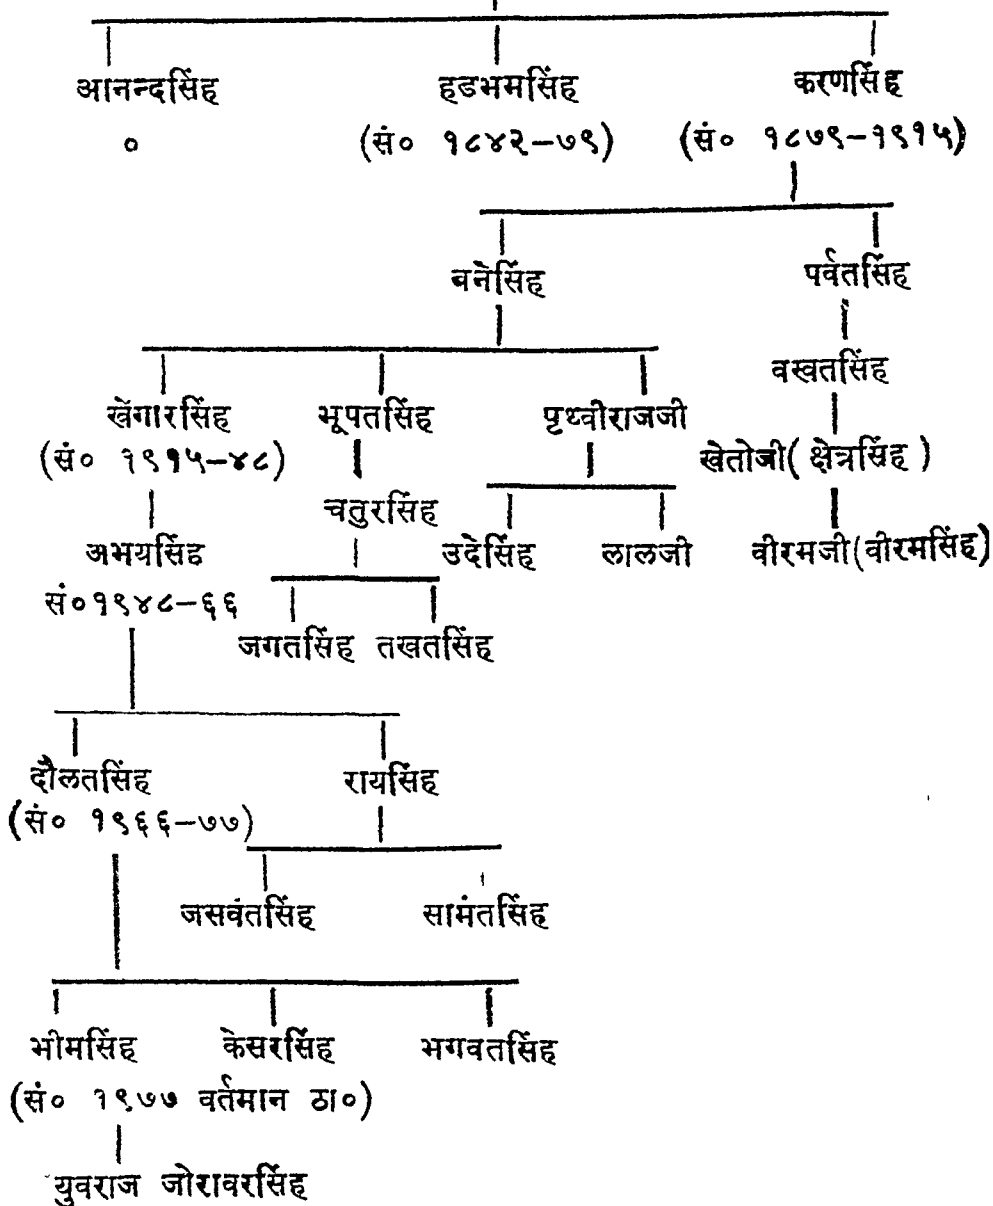 आनन्दसिंह हडभमसिंह करणसिंह
० (सं० १८४२-७९) (सं० १८७९-१९१५)
बनेसिंह पर्वतसिंह
वखतसिंह
खेंगारसिंह भूपतसिंह पृथ्वीराजजी
(सं० १९१५-४८) खेतोजी( क्षेत्रसिंह )
चतुरसिंह
अभयसिंह उदेसिंह लालजी वीरमजी(वीरमसिंह)
सं०१९४८-६६
जगतसिंह तखतसिंह
दौलतसिंह रायसिंह
(सं० १९६६-७७)
जसवंतसिंह सामंतसिंह
भीमसिंह केसरसिंह भगवतसिंह
(सं० १९७७ वर्तमान ठा०)
युवराज जोरावरसिंह